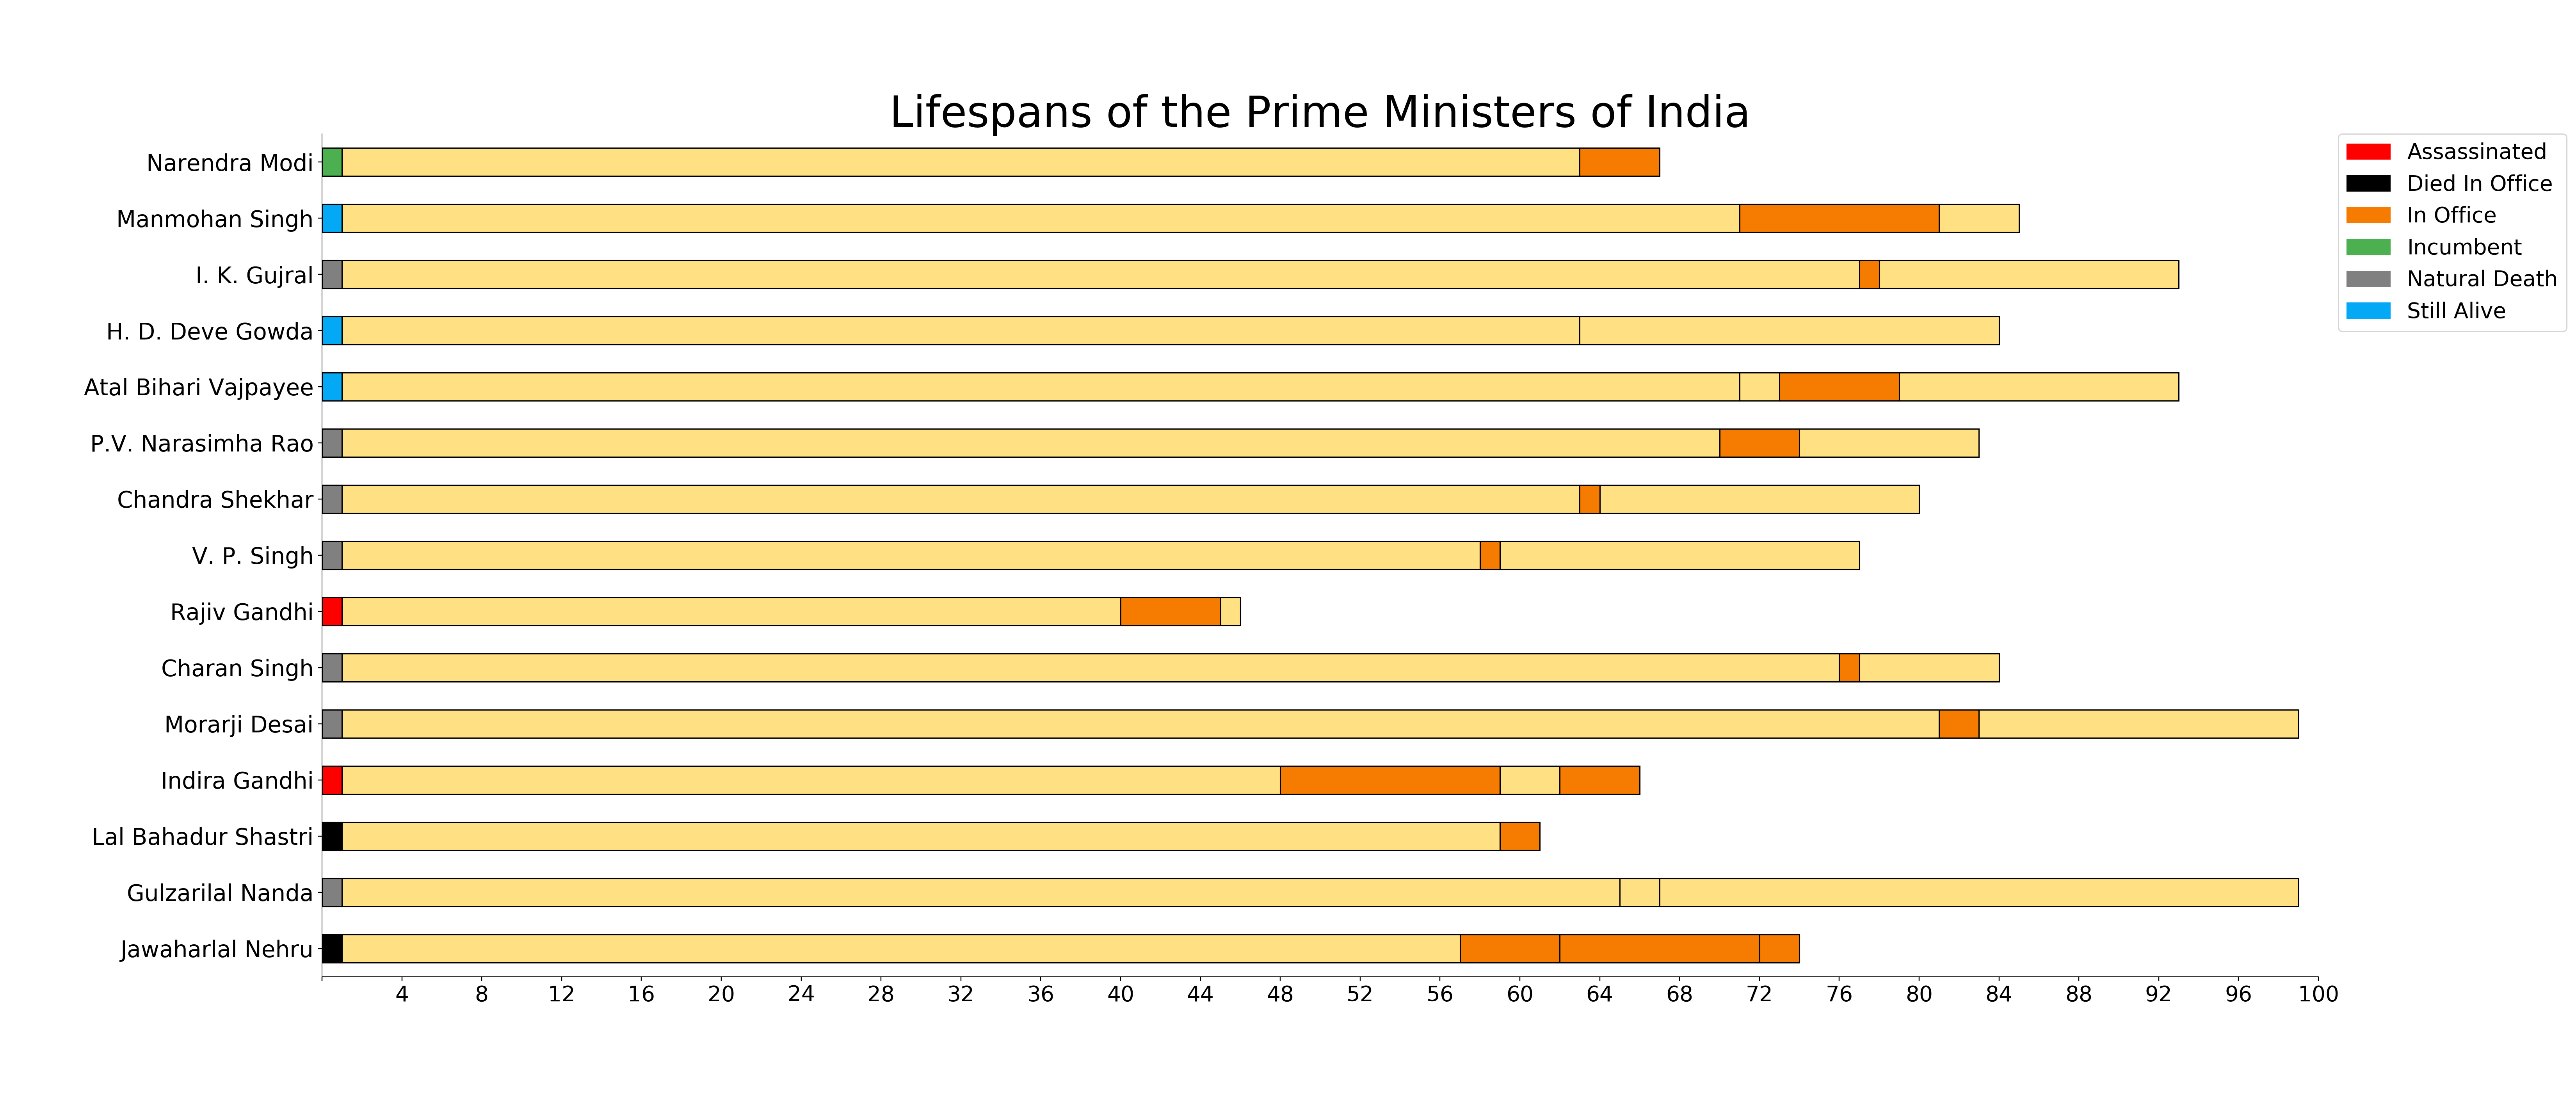 Lifespans of the Prime Ministers of India
Narendra Modi
Manmohan Singh
I. K. Gujral
H. D. Deve Gowda
Atal Bihari Vajpayee
P.V. Narasimha Rao
Chandra Shekhar
V. P. Singh
Rajiv Gandhi
Charan Singh
Morarji Desai
Indira Gandhi
Lal Bahadur Shastri
Gulzarilal Nanda
Jawaharlal Nehru
4 8 12 16 20 24 28 32 36 40 44 48 52 56 60 64 68 72 76 80 84 88 92 96 100
Assassinated
Died In Office
In Office
Incumbent
Natural Death
Still Alive